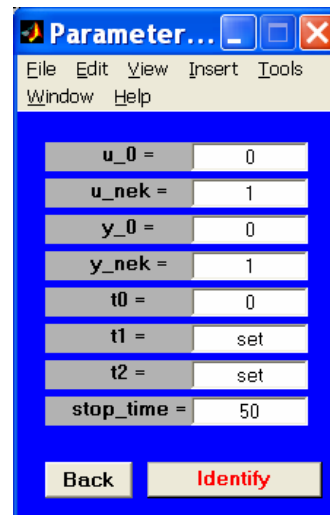 Parameter...
File Edit View Insert Tools
Window Help
u_0 = 0
u_nek = 1
y_0 = 0
y_nek = 1
t0 = 0
t1 = set
t2 = set
stop_time = 50
Back Identify